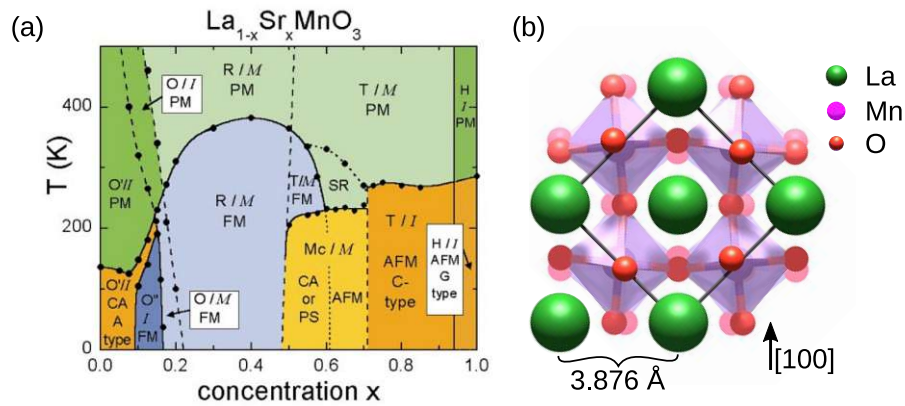 (a)
La1-xSrxMnO3
T (K)
400
200
0
0.0 0.2 0.4 0.6 0.8 1.0
concentration x
O / I
PM
R / M
PM
T / M
PM
H
I
PM
O'/I
PM
R / M
FM
T/M
FM
SR
T / I
AFM
C-
type
H / I
AFM
G
type
Mc / M
CA
or
PS
AFM
O'/I
CA
A
type
O''
I
FM
O / M
FM
(b)
La
Mn
O
3.876 Å
[100]